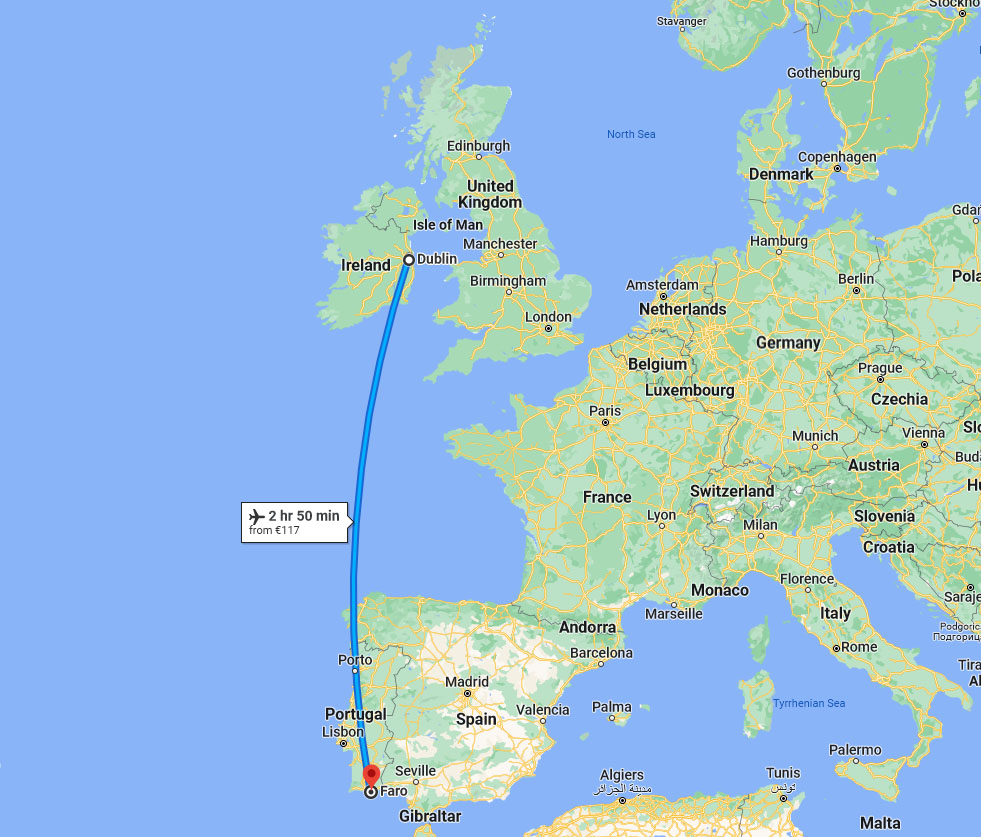 Stavanger
Stockho
Gothenburg
North Sea
Edinburgh
Copenhagen
Denmark
United
Kingdom
Gdań
Isle of Man
Manchester
Hamburg
Dublin
Ireland
Birmingham
Amsterdam
Berlin
Pola
Netherlands
London
Germany
Belgium
Prague
Luxembourg
Czechia
Paris
Vienna
Slo
Munich
Budap
Austria
Switzerland
Hu
France
2 hr 50 min
from €117
Lyon
Milan
Slovenia
Croatia
Florence
Monaco
Saraje
Marseille
Italy
Andorra
Podgoric
Подгориц
Rome
Porto
Barcelona
Tira
Al
Madrid
Portugal
Spain
Valencia
Palma
Tyrrhenian Sea
Lisbon
Palermo
Seville
Faro
Algiers
مدينة الجزائر
Tunis
تونس
Gibraltar
Malta